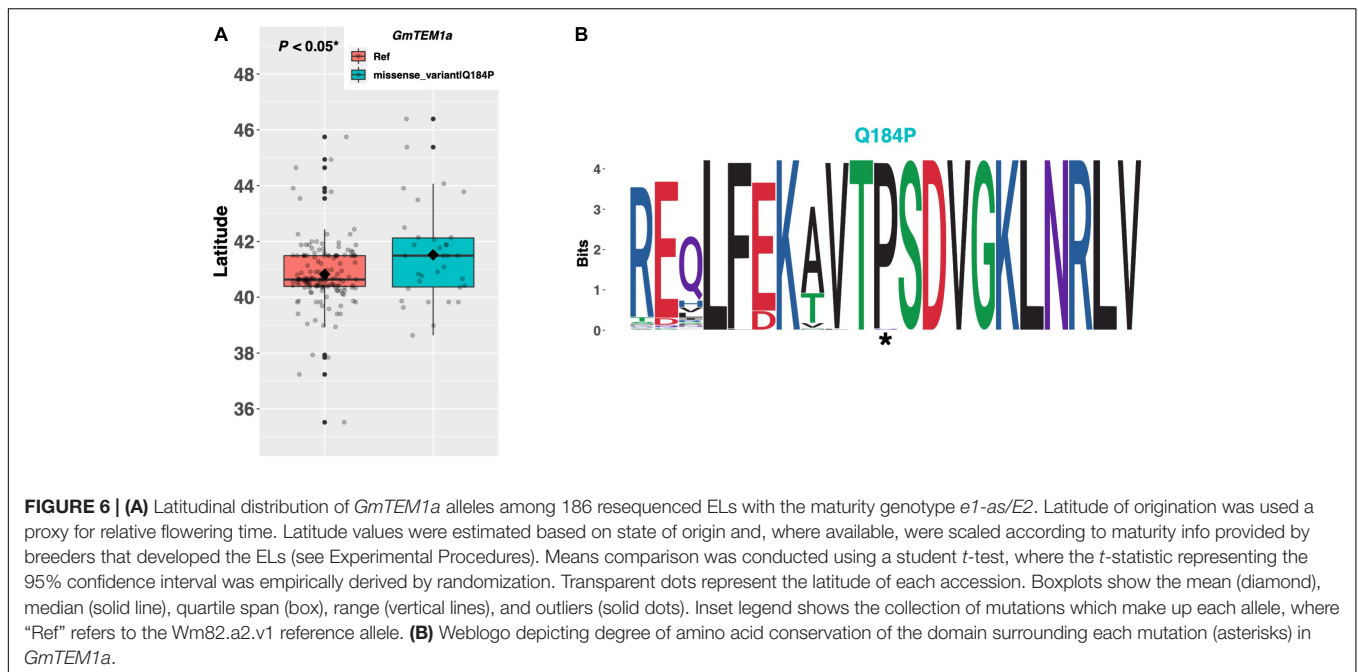 A
P < 0.05*
GmTEM1a
Ref
missense_variant|Q184P
Latitude
48
46
44
42
40
38
36
B
Q184P
Bits
4
3
2
1
0
REQLFEKAVTPSDVGKLNRLV
T
D
D
T
V
*
FIGURE 6 | (A) Latitudinal distribution of GmTEM1a alleles among 186 resequenced ELs with the maturity genotype e1-as/E2. Latitude of origination was used a
proxy for relative flowering time. Latitude values were estimated based on state of origin and, where available, were scaled according to maturity info provided by
breeders that developed the ELs (see Experimental Procedures). Means comparison was conducted using a student t-test, where the t-statistic representing the
95% confidence interval was empirically derived by randomization. Transparent dots represent the latitude of each accession. Boxplots show the mean (diamond),
median (solid line), quartile span (box), range (vertical lines), and outliers (solid dots). Inset legend shows the collection of mutations which make up each allele, where
“Ref” refers to the Wm82.a2.v1 reference allele. (B) Weblogo depicting degree of amino acid conservation of the domain surrounding each mutation (asterisks) in
GmTEM1a.